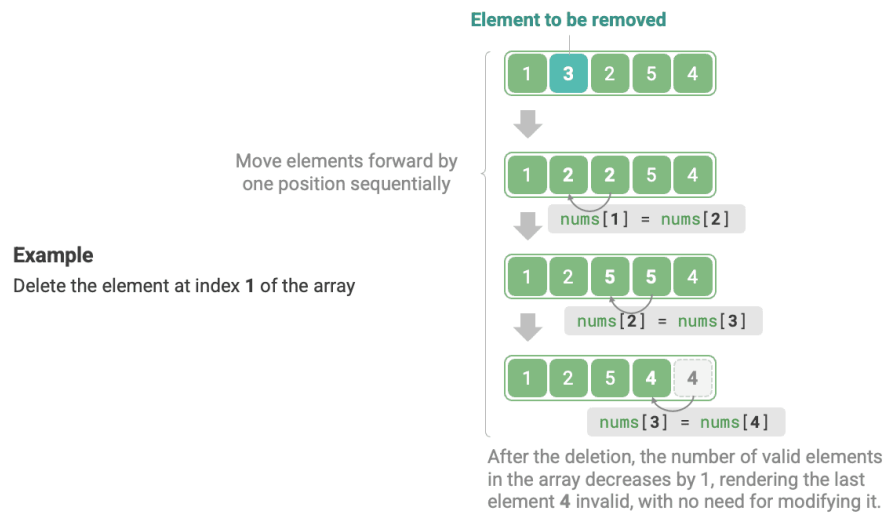 Element to be removed
1 3 2 5 4
Move elements forward by
one position sequentially
1 2 2 5 4
nums[1] = nums[2]
Example
Delete the element at index 1 of the array
1 2 5 5 4
nums[2] = nums[3]
1 2 5 4 4
nums[3] = nums[4]
After the deletion, the number of valid elements
in the array decreases by 1, rendering the last
element 4 invalid, with no need for modifying it.